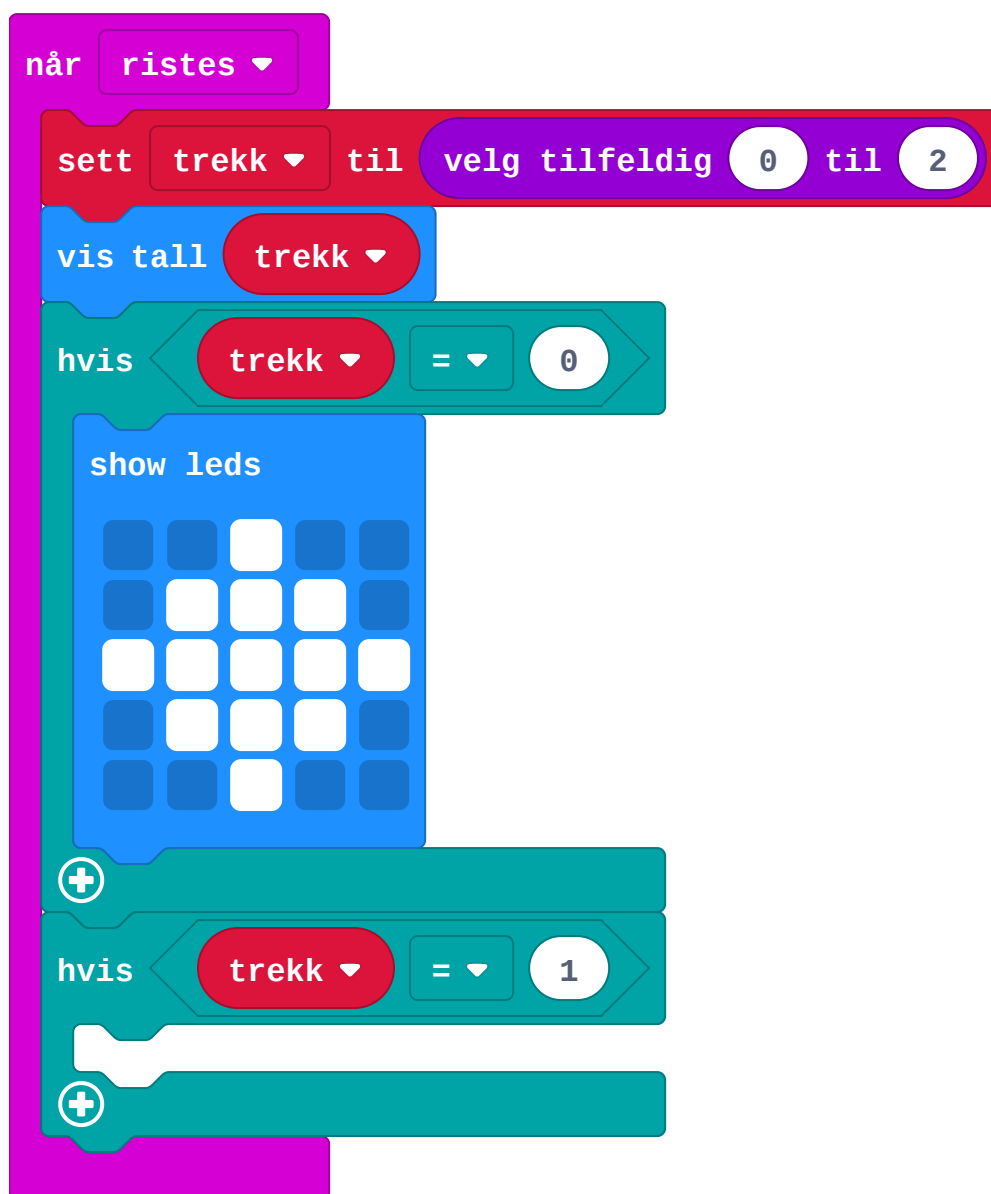 når ristes
sett trekk til velg tilfeldig 0 til 2
vis tall trekk
hvis trekk = 0
show leds
hvis trekk = 1